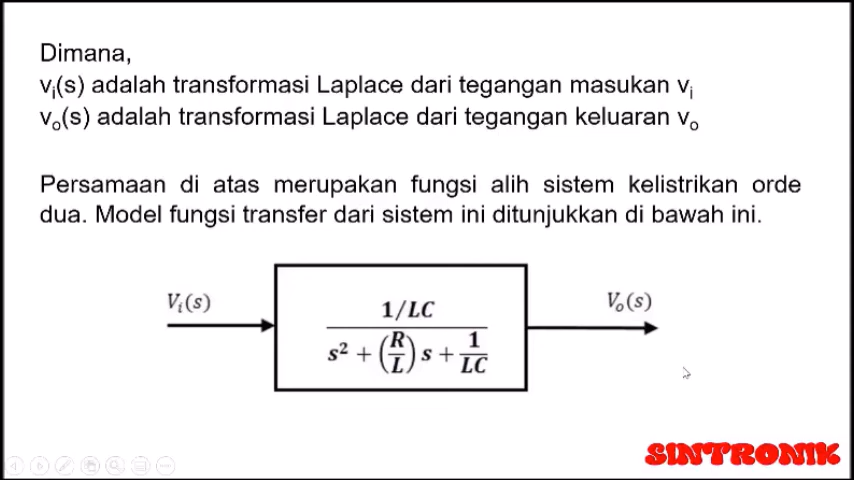 Dimana,
vi(s) adalah transformasi Laplace dari tegangan masukan vi
vo(s) adalah transformasi Laplace dari tegangan keluaran vo
Persamaan di atas merupakan fungsi alih sistem kelistrikan orde
dua. Model fungsi transfer dari sistem ini ditunjukkan di bawah ini.
Vi(s)
1/LC
s² + (R/L) s + 1/LC
Vo(s)
SINTRONIK